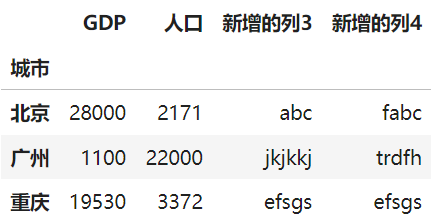 GDP 人口 新增的列3 新增的列4
城市
北京 28000 2171 abc fabc
广州 1100 22000 jkjkkj trdfh
重庆 19530 3372 efsgs efsgs